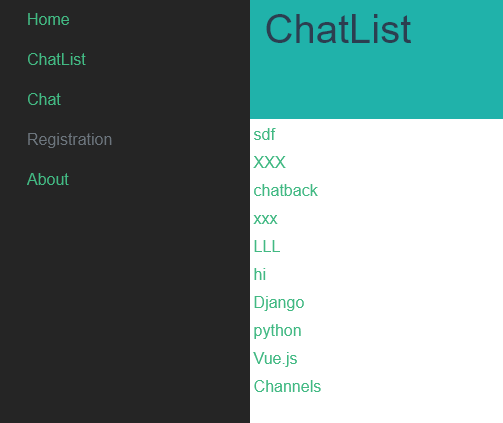 Home
ChatList
Chat
Registration
About
ChatList
sdf
XXX
chatback
xxx
LLL
hi
Django
python
Vue.js
Channels